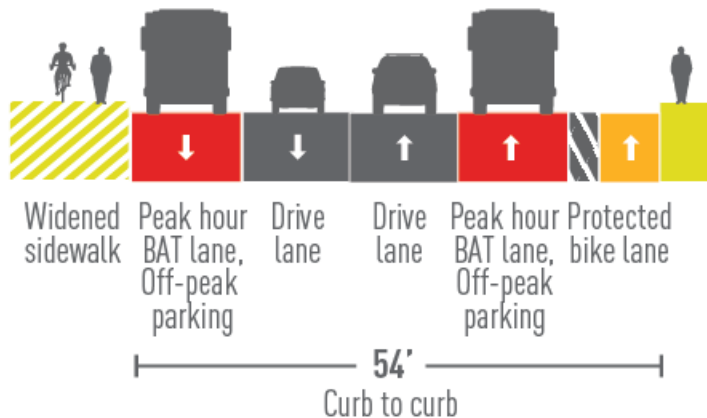 Widened
sidewalk
Peak hour
BAT lane,
Off-peak
parking
Drive
lane
Drive
lane
Peak hour
BAT lane,
Off-peak
parking
Protected
bike lane
54'
Curb to curb